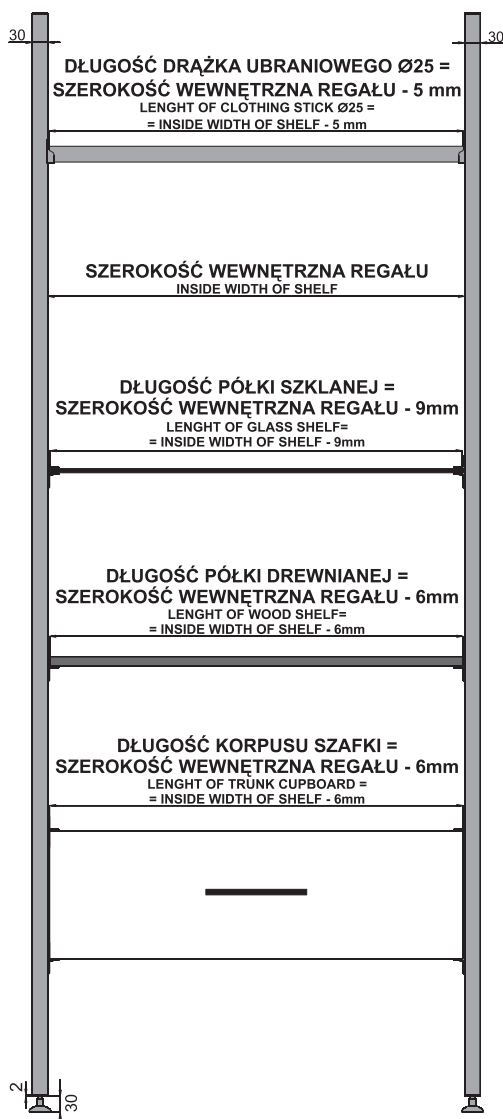 30
30
DŁUGOŚĆ DRĄŻKA UBRANIOWEGO Ø25 =
SZEROKOŚĆ WEWNĘTRZNA REGAŁU - 5 mm
LENGHT OF CLOTHING STICK Ø25 =
= INSIDE WIDTH OF SHELF - 5 mm
SZEROKOŚĆ WEWNĘTRZNA REGAŁU
INSIDE WIDTH OF SHELF
DŁUGOŚĆ PÓŁKI SZKLANEJ =
SZEROKOŚĆ WEWNĘTRZNA REGAŁU - 9mm
LENGHT OF GLASS SHELF=
= INSIDE WIDTH OF SHELF - 9mm
DŁUGOŚĆ PÓŁKI DREWNIANEJ =
SZEROKOŚĆ WEWNĘTRZNA REGAŁU - 6mm
LENGHT OF WOOD SHELF=
= INSIDE WIDTH OF SHELF - 6mm
DŁUGOŚĆ KORPUSU SZAFKI =
SZEROKOŚĆ WEWNĘTRZNA REGAŁU - 6mm
LENGHT OF TRUNK CUPBOARD =
= INSIDE WIDTH OF SHELF - 6mm
2
30